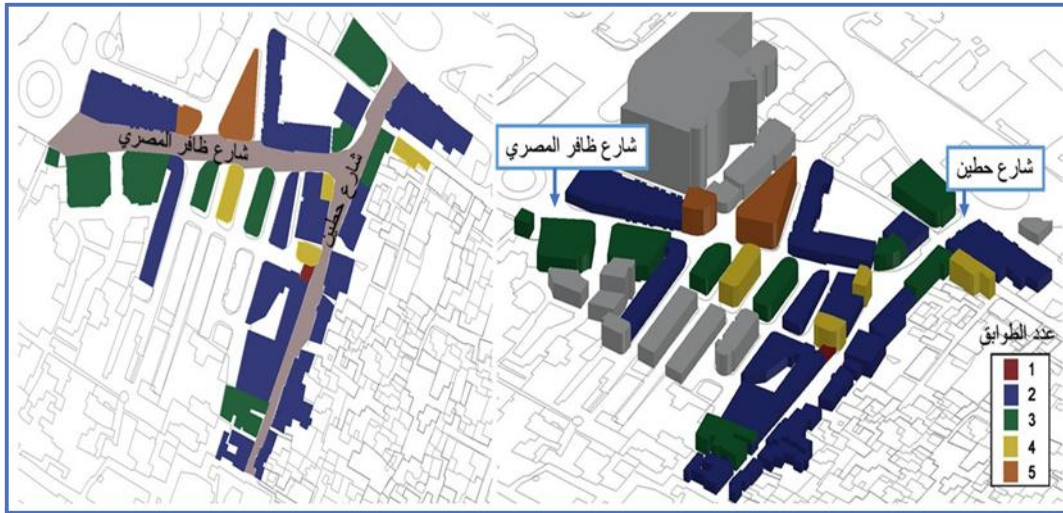 شارع ظافر المصري
شارع حطين
شارع ظافر المصري
شارع حطين
عدد الطوابق
1
2
3
4
5